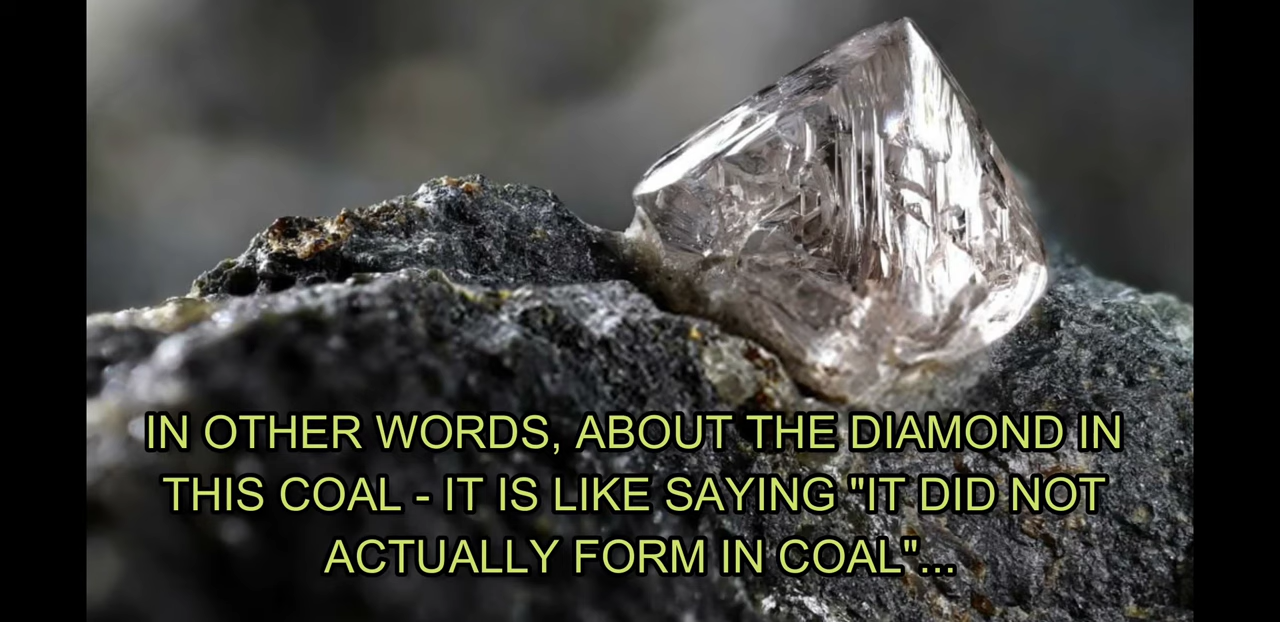 IN OTHER WORDS, ABOUT THE DIAMOND IN
THIS COAL - IT IS LIKE SAYING "IT DID NOT
ACTUALLY FORM IN COAL"...